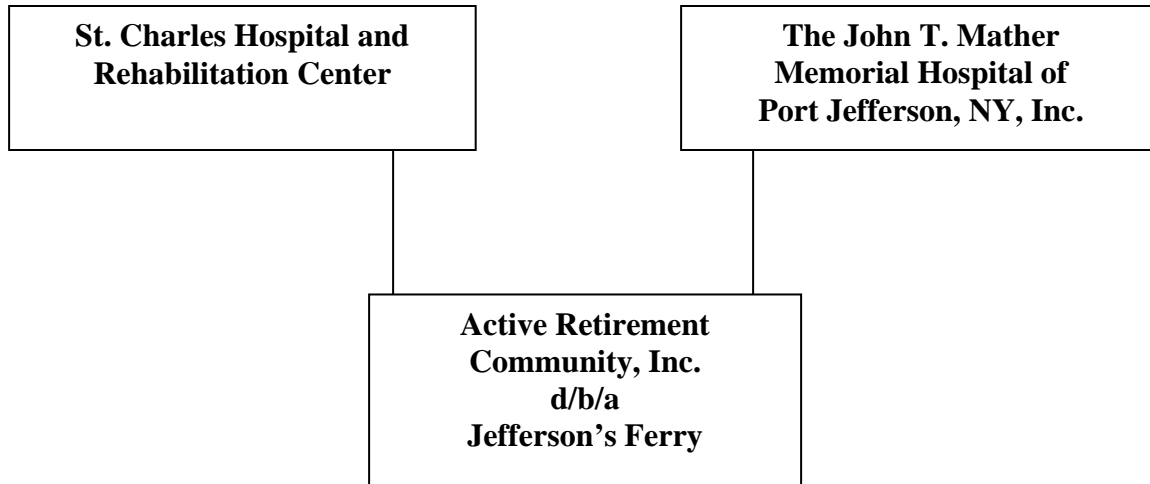 St. Charles Hospital and
Rehabilitation Center
The John T. Mather
Memorial Hospital of
Port Jefferson, NY, Inc.
Active Retirement
Community, Inc.
d/b/a
Jefferson’s Ferry